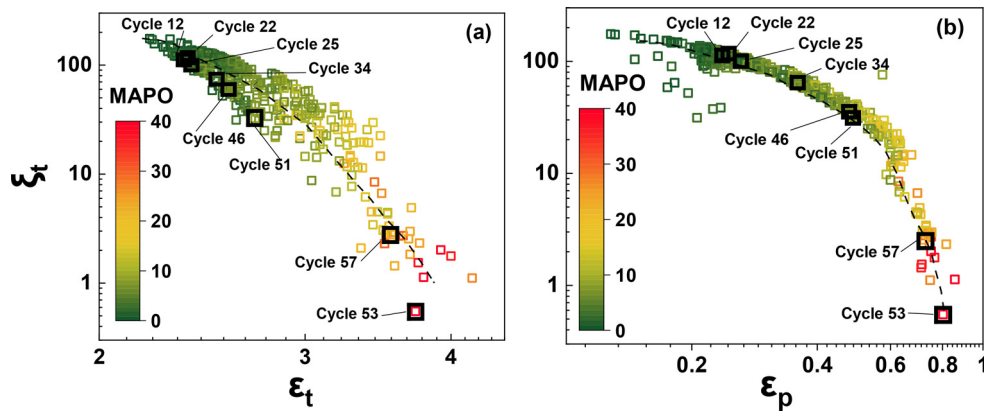 (a)
Cycle 12
Cycle 22
Cycle 25
Cycle 34
MAPO
40
30
20
10
0
Cycle 46
Cycle 51
Cycle 57
Cycle 53
100
10
1
ξt
2
3
4
εt
(b)
Cycle 12
Cycle 22
Cycle 25
Cycle 34
MAPO
40
30
20
10
0
Cycle 46
Cycle 51
Cycle 57
Cycle 53
100
10
1
0.2
0.4
0.6
0.8
1
εp